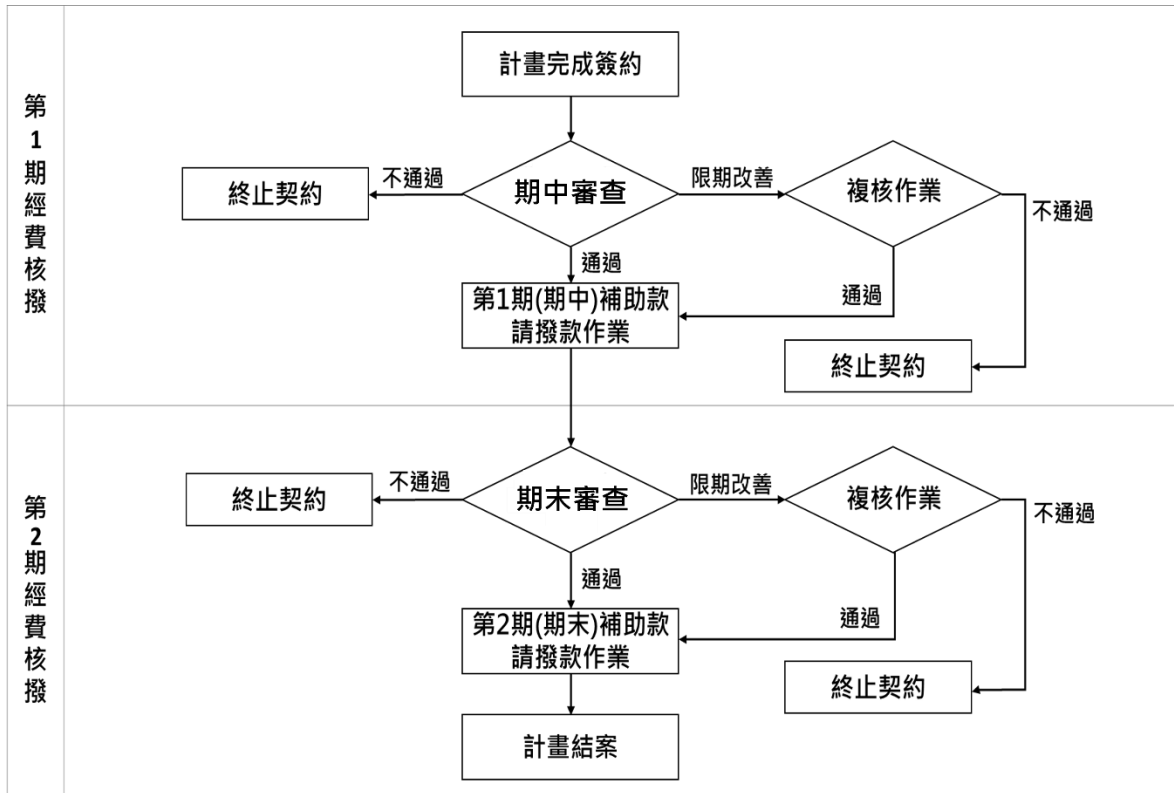 第1期經費核撥
計畫完成簽約
期中審查
不通過
終止契約
限期改善
複核作業
不通過
通過
通過
第1期(期中)補助款
請撥款作業
終止契約
第2期經費核撥
期末審查
不通過
終止契約
限期改善
複核作業
不通過
通過
通過
第2期(期末)補助款
請撥款作業
終止契約
計畫結案